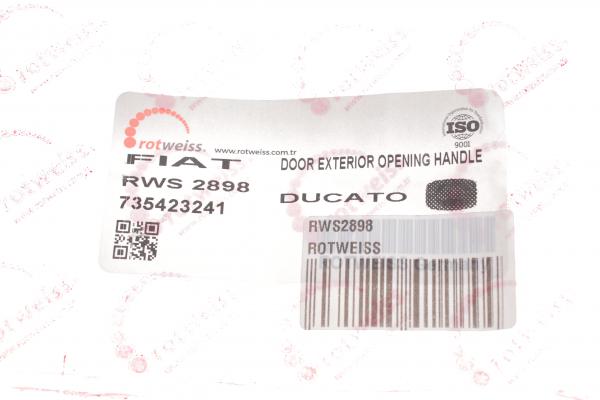 rotweiss.
www.rotweiss.com.tr
ISO
9001
FIAT
DOOR EXTERIOR OPENING HANDLE
RWS 2898
735423241
DUCATO
RWS2898
ROTWEISS